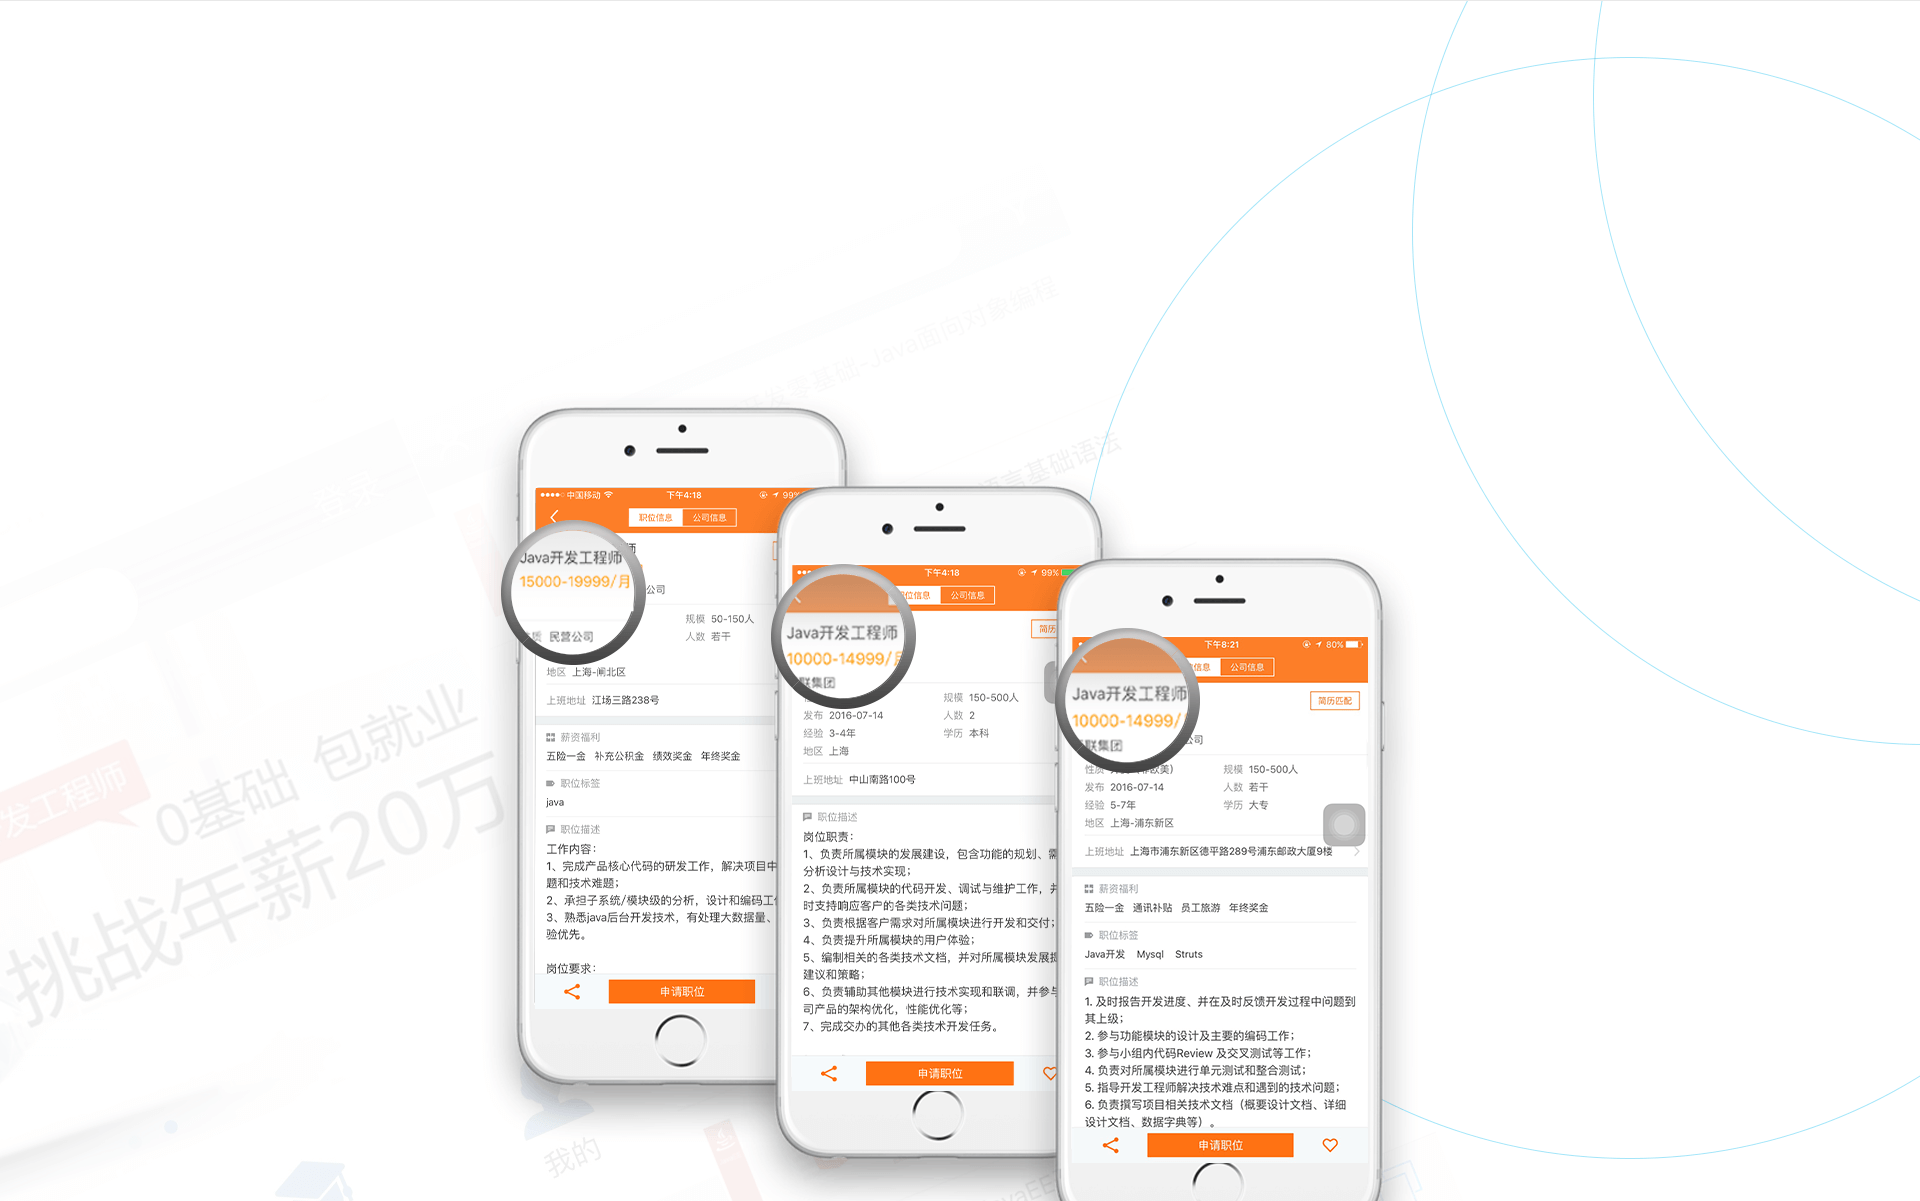 Java面向对象编程
基础语法
0基础 包就业
挑战年薪20万
发工程师
我的
中国移动
下午4:18
99%
职位信息
公司信息
Java开发工程师
15000-19999/月
公司
质 民营公司
规模 50-150人
人数 若干
地区 上海-闸北区
上班地址 江场三路238号
薪资福利
五险一金 补充公积金 绩效奖金 年终奖金
职位标签
java
职位描述
工作内容：
1、完成产品核心代码的研发工作，解决项目中
题和技术难题；
2、承担子系统/模块级的分析，设计和编码工作
3、熟悉java后台开发技术，有处理大数据量、
验优先。
岗位要求：
申请职位
下午4:18
99%
职位信息
公司信息
Java开发工程师
简历
10000-14999/月
联集团
规模 150-500人
发布 2016-07-14
人数 2
经验 3-4年
学历 本科
地区 上海
上班地址 中山南路100号
职位描述
岗位职责：
1、负责所属模块的发展建设，包含功能的规划、需
分析设计与技术实现；
2、负责所属模块的代码开发、调试与维护工作，并
时支持响应客户的各类技术问题；
3、负责根据客户需求对所属模块进行开发和交付；
4、负责提升所属模块的用户体验；
5、编制相关的各类技术文档，并对所属模块发展提
建议和策略；
6、负责辅助其他模块进行技术实现和联调，并参与
司产品的架构优化，性能优化等；
7、完成交办的其他各类技术开发任务。
申请职位
下午8:21
80%
信息
公司信息
Java开发工程师
简历匹配
10000-14999/
联集团
公司
性质
欧美）
规模 150-500人
发布 2016-07-14
人数 若干
经验 5-7年
学历 大专
地区 上海-浦东新区
上班地址 上海市浦东新区德平路289号浦东邮政大厦9楼
薪资福利
五险一金 通讯补贴 员工旅游 年终奖金
职位标签
Java开发 Mysql Struts
职位描述
1. 及时报告开发进度、并在及时反馈开发过程中问题到
其上级；
2. 参与功能模块的设计及主要的编码工作；
3. 参与小组内代码Review 及交叉测试等工作；
4. 负责对所属模块进行单元测试和整合测试；
5. 指导开发工程师解决技术难点和遇到的技术问题；
6. 负责撰写项目相关技术文档（概要设计文档、详细
设计文档、数据字典等）。
申请职位